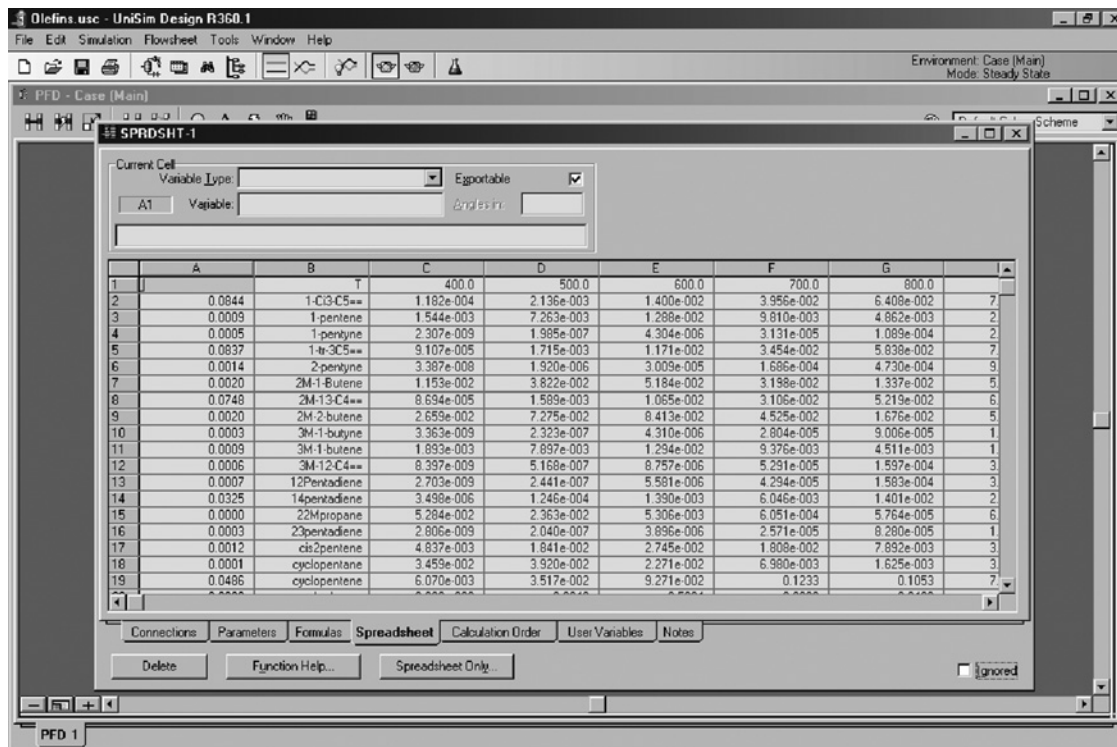 Olefins.usc - UniSim Design R360.1
File Edit Simulation Flowsheet Tools Window Help
Environment: Case (Main)
Mode: Steady State
PFD - Case (Main)
Scheme
SPRDSHT-1
Current Cell
Variable Type: Exportable
A1 Variable: Angles in:
A B C D E F G
1 T 400.0 500.0 600.0 700.0 800.0
2 0.0844 1-Ci3-C5== 1.182e-004 2.136e-003 1.400e-002 3.956e-002 6.408e-002 7.
3 0.0009 1-pentene 1.544e-003 7.263e-003 1.288e-002 9.810e-003 4.862e-003 2.
4 0.0005 1-pentyne 2.307e-009 1.985e-007 4.304e-006 3.131e-005 1.089e-004 2.
5 0.0837 1-tr-3C5== 9.107e-005 1.715e-003 1.171e-002 3.454e-002 5.838e-002 7.
6 0.0014 2-pentyne 3.387e-008 1.920e-006 3.009e-005 1.686e-004 4.730e-004 9.
7 0.0020 2M-1-Butene 1.153e-002 3.822e-002 5.184e-002 3.198e-002 1.337e-002 5.
8 0.0748 2M-13-C4== 8.694e-005 1.589e-003 1.065e-002 3.106e-002 5.219e-002 6.
9 0.0020 2M-2-butene 2.659e-002 7.275e-002 8.413e-002 4.525e-002 1.676e-002 5.
10 0.0003 3M-1-butyne 3.363e-009 2.323e-007 4.310e-006 2.804e-005 9.006e-005 1.
11 0.0009 3M-1-butene 1.893e-003 7.897e-003 1.294e-002 9.376e-003 4.511e-003 1.
12 0.0006 3M-12-C4== 8.397e-009 5.168e-007 8.757e-006 5.291e-005 1.597e-004 3.
13 0.0007 12Pentadiene 2.703e-009 2.441e-007 5.581e-006 4.294e-005 1.583e-004 3.
14 0.0325 14pentadiene 3.498e-006 1.246e-004 1.390e-003 6.046e-003 1.401e-002 2.
15 0.0000 22Mpropane 5.284e-002 2.363e-002 5.306e-003 6.051e-004 5.764e-005 6.
16 0.0003 23pentadiene 2.806e-009 2.040e-007 3.896e-006 2.571e-005 8.280e-005 1.
17 0.0012 cis2pentene 4.837e-003 1.841e-002 2.745e-002 1.808e-002 7.892e-003 3.
18 0.0001 cyclopentane 3.459e-002 3.920e-002 2.271e-002 6.980e-003 1.625e-003 3.
19 0.0486 cyclopentene 6.070e-003 3.517e-002 9.271e-002 0.1233 0.1053 7.
Connections Parameters Formulas Spreadsheet Calculation Order User Variables Notes
Delete Function Help... Spreadsheet Only... Ignored
PFD 1